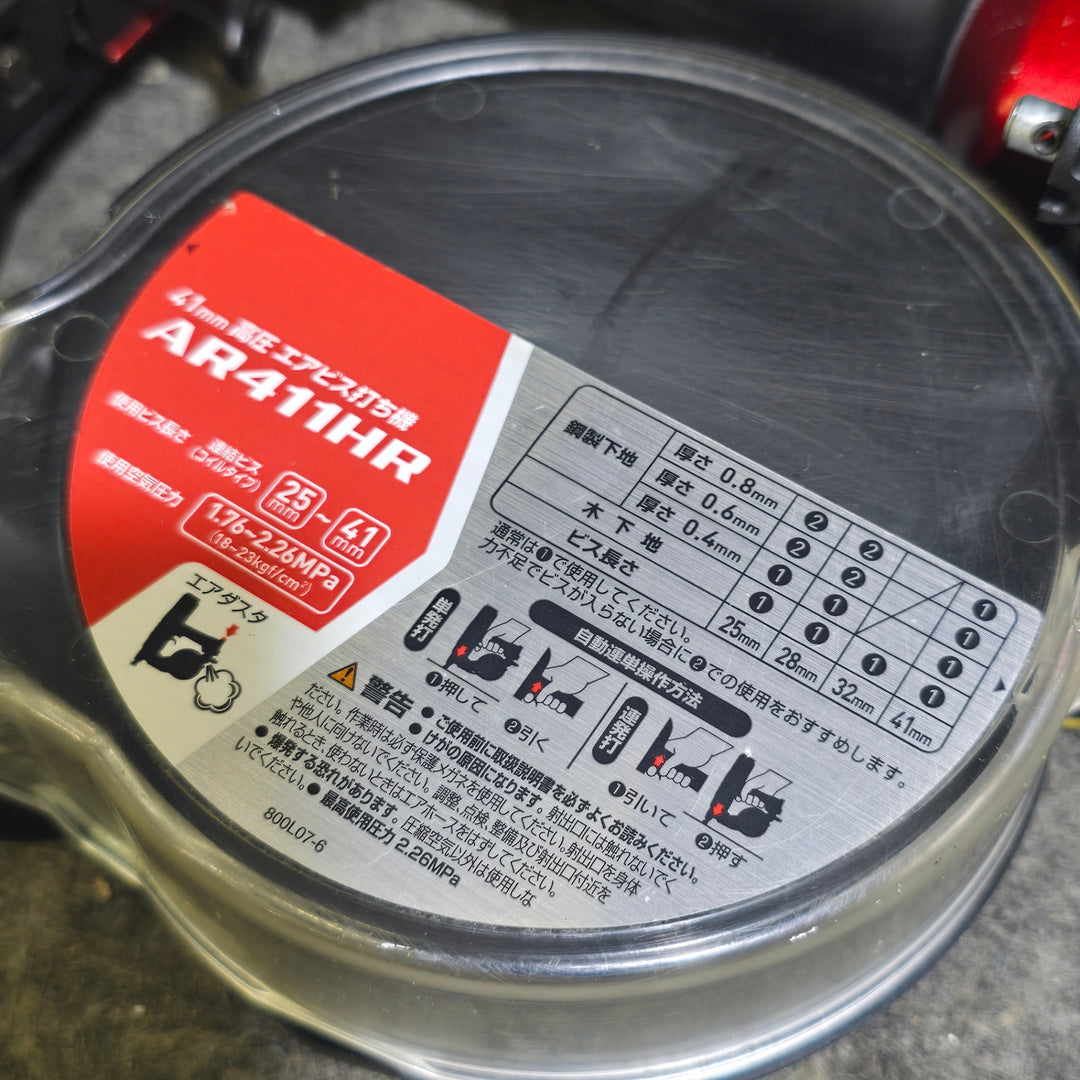 41mm 高圧 エアビス打ち機
AR411HR
使用ビス長さ 連結ビス (コイルタイプ) 25mm～41mm
使用空気圧力 1.76~2.26MPa
(18~23kgf/cm²)
エアダスタ
鋼製下地 厚さ 0.8mm ❷ ❷ ❶
厚さ 0.6mm ❷ ❷ ❶
厚さ 0.4mm ❶ ❶ ❶
木下地 ❶ ❶ ❶ ❶
ビス長さ 25mm 28mm 32mm 41mm
通常は❶で使用してください。
力不足でビスが入らない場合に❷での使用をおすすめします。
自動連単操作方法
単発打
❶押して ❷引く
連発打
❶引いて ❷押す
警告 ●ご使用前に取扱説明書を必ずよくお読みください。
けがの原因になります。射出口には触れないでく
ださい。作業時は必ず保護メガネを使用してください。射出口を身体
や他人に向けないでください。調整、点検、整備及び射出口付近を
触れるとき、使わないときはエアホースをはずしてください。
●爆発する恐れがあります。圧縮空気以外は使用しな
いでください。●最高使用圧力 2.26MPa
800L07-6